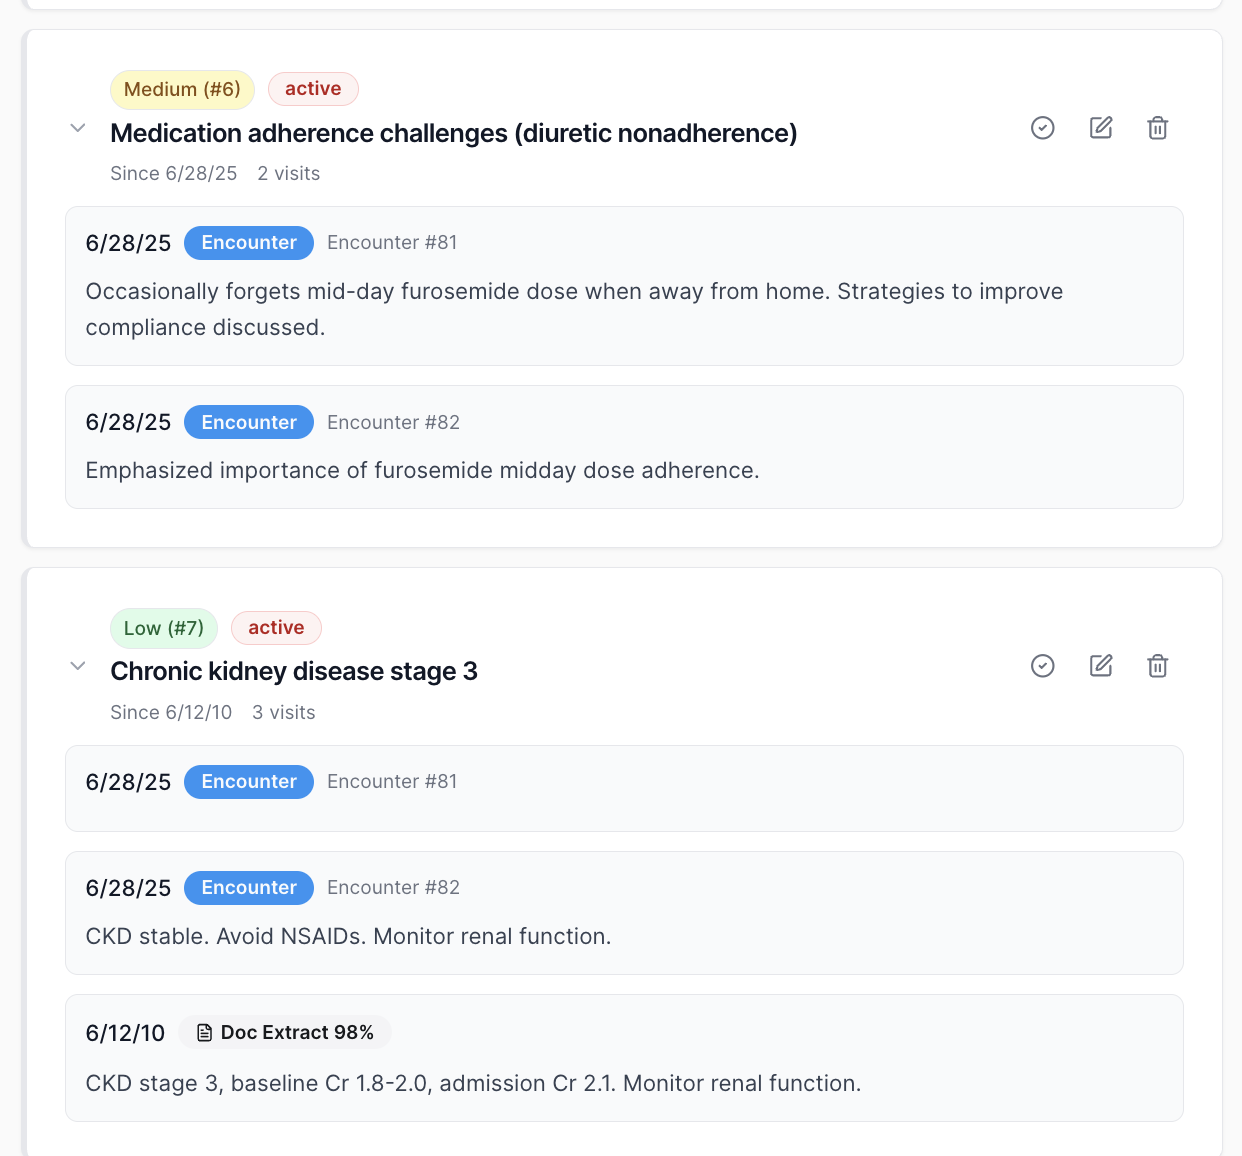 Medium (#6) active
Medication adherence challenges (diuretic nonadherence)
Since 6/28/25 2 visits
6/28/25 Encounter Encounter #81
Occasionally forgets mid-day furosemide dose when away from home. Strategies to improve
compliance discussed.
6/28/25 Encounter Encounter #82
Emphasized importance of furosemide midday dose adherence.
Low (#7) active
Chronic kidney disease stage 3
Since 6/12/10 3 visits
6/28/25 Encounter Encounter #81
6/28/25 Encounter Encounter #82
CKD stable. Avoid NSAIDs. Monitor renal function.
6/12/10 Doc Extract 98%
CKD stage 3, baseline Cr 1.8-2.0, admission Cr 2.1. Monitor renal function.